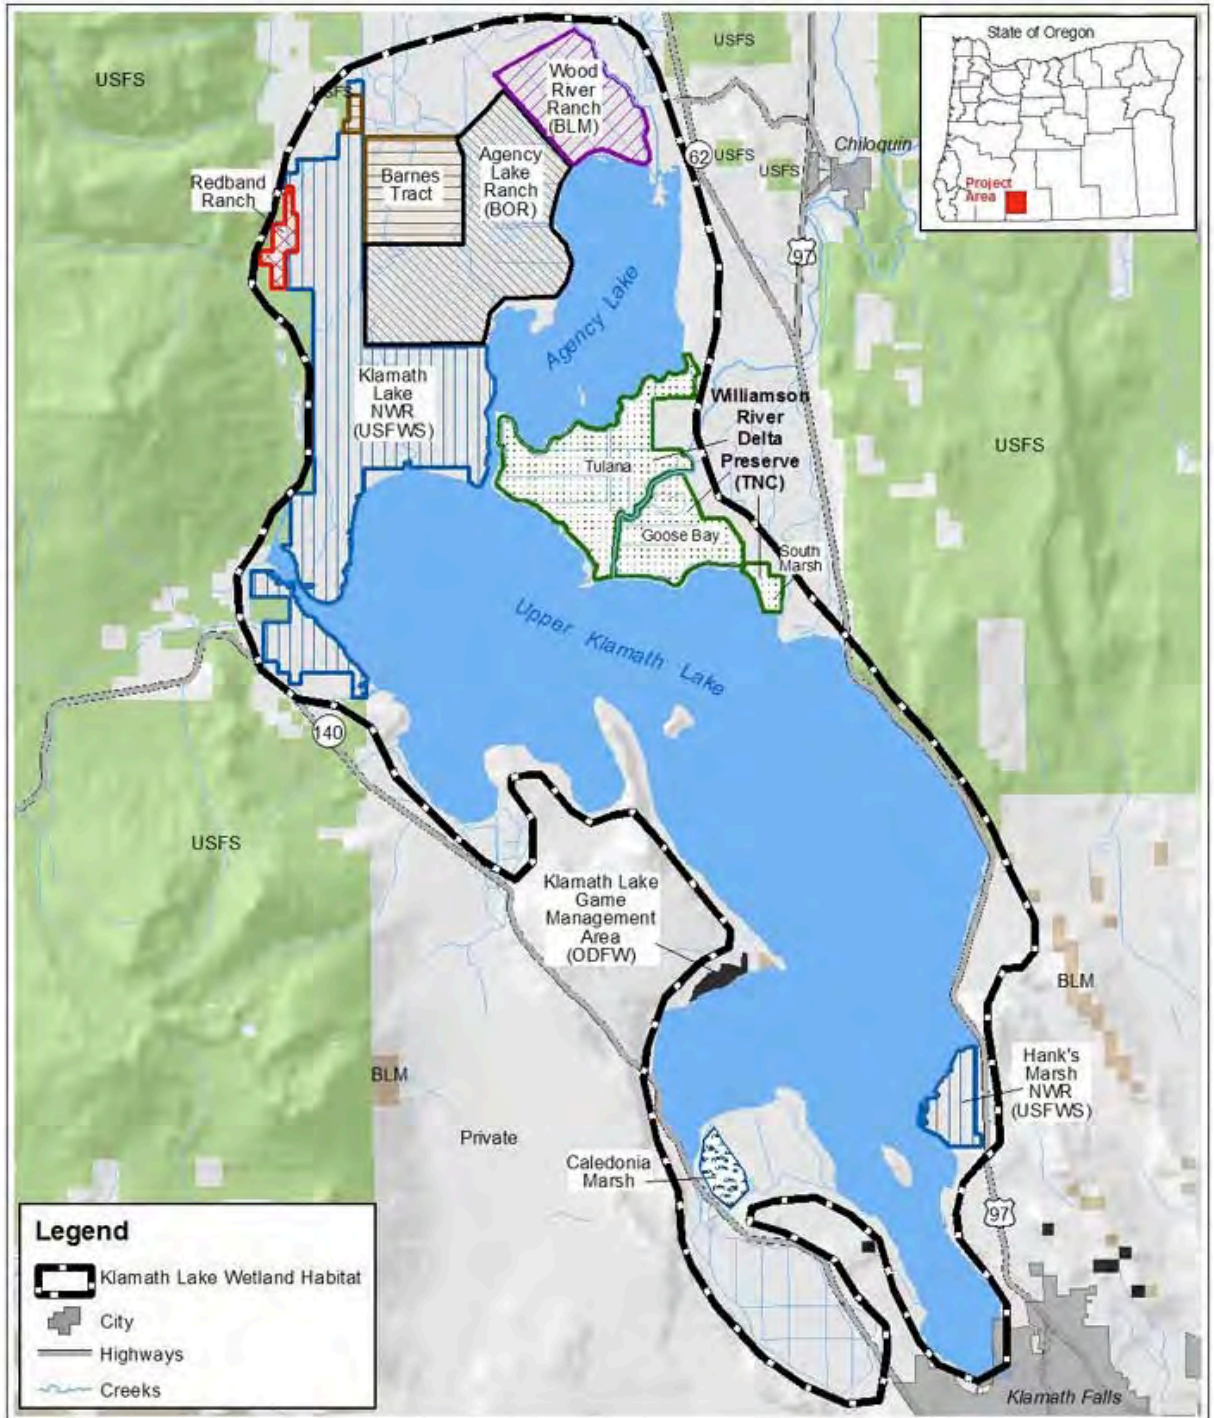 USFS
USFS
State of Oregon
Project
Area
Wood
River
Ranch
(BLM)
USFS
62
USFS
USFS
Chiloquin
Redband
Ranch
Barnes
Tract
Agency
Lake
Ranch
(BOR)
97
Agency Lake
Klamath
Lake
NWR
(USFWS)
Williamson
River
Delta
Preserve
(TNC)
Tulana
USFS
Goose Bay
South
Marsh
Upper Klamath Lake
140
USFS
Klamath Lake
Game
Management
Area
(ODFW)
BLM
BLM
Hank's
Marsh
NWR
(USFWS)
Private
Caledonia
Marsh
97
Legend
Klamath Lake Wetland Habitat
City
Highways
Creeks
Klamath Falls